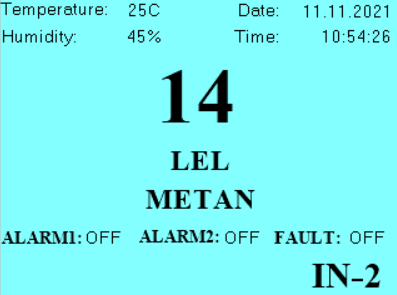 Temperature: 25C Date: 11.11.2021
Humidity: 45% Time: 10:54:26
14
LEL
METAN
ALARM1: OFF ALARM2: OFF FAULT: OFF
IN-2